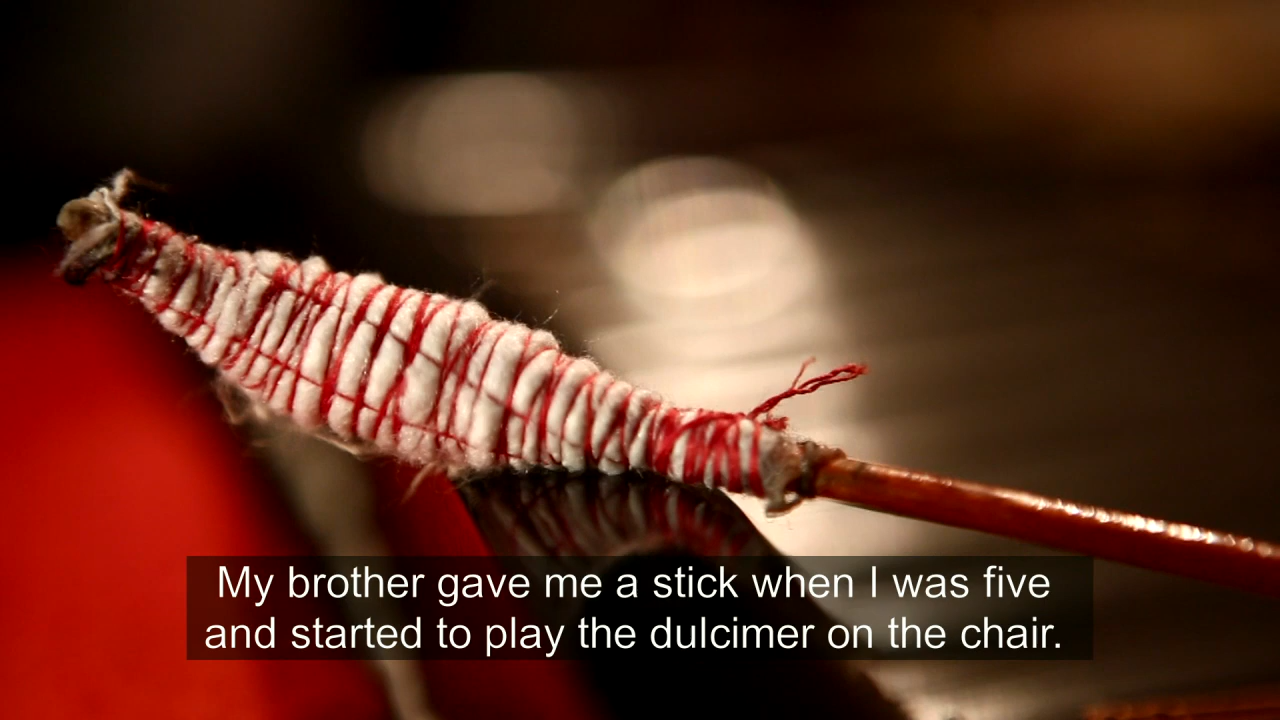 My brother gave me a stick when I was five
and started to play the dulcimer on the chair.